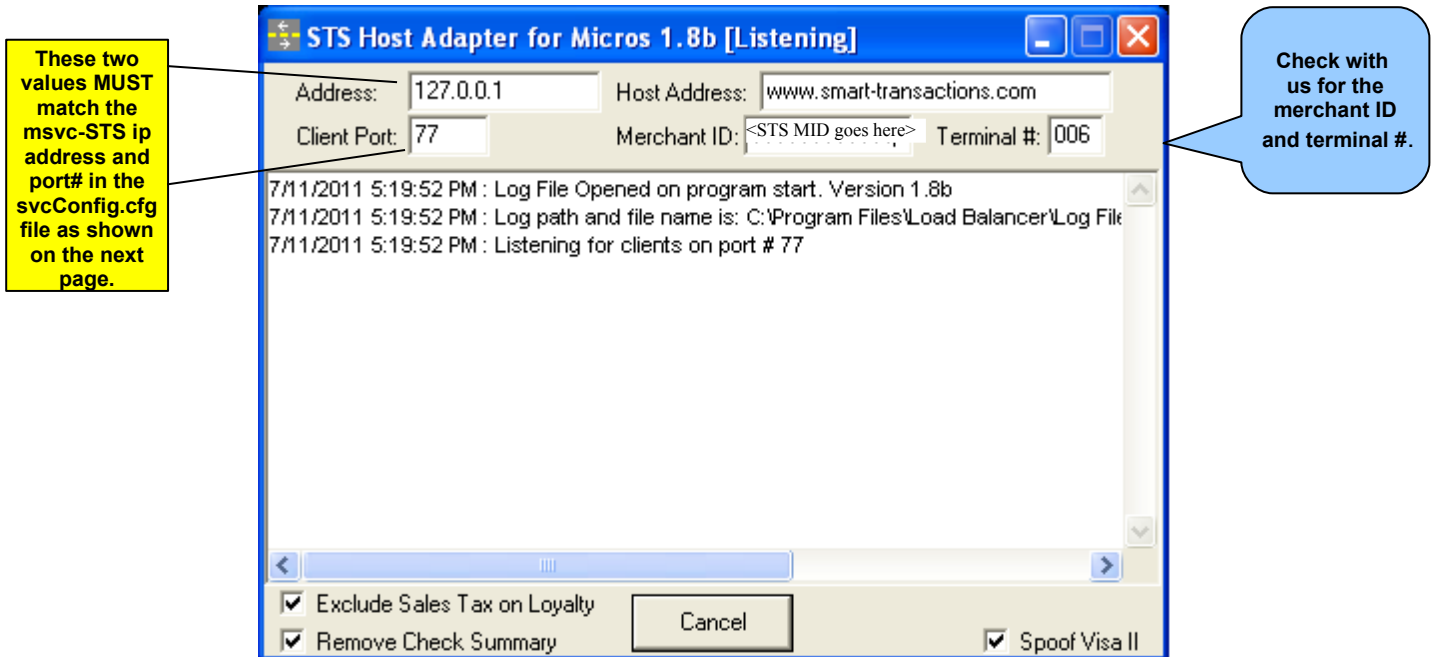 STS Host Adapter for Micros 1.8b [Listening]
These two
values MUST
match the
msvc-STS ip
address and
port# in the
svcConfig.cfg
file as shown
on the next
page.
Address: 127.0.0.1 Host Address: www.smart-transactions.com
Client Port: 77 Merchant ID: <STS MID goes here> Terminal #: 006
Check with
us for the
merchant ID
and terminal #.
7/11/2011 5:19:52 PM : Log File Opened on program start. Version 1.8b
7/11/2011 5:19:52 PM : Log path and file name is: C:\Program Files\Load Balancer\Log File
7/11/2011 5:19:52 PM : Listening for clients on port # 77
Exclude Sales Tax on Loyalty
Remove Check Summary
Cancel
Spoof Visa II